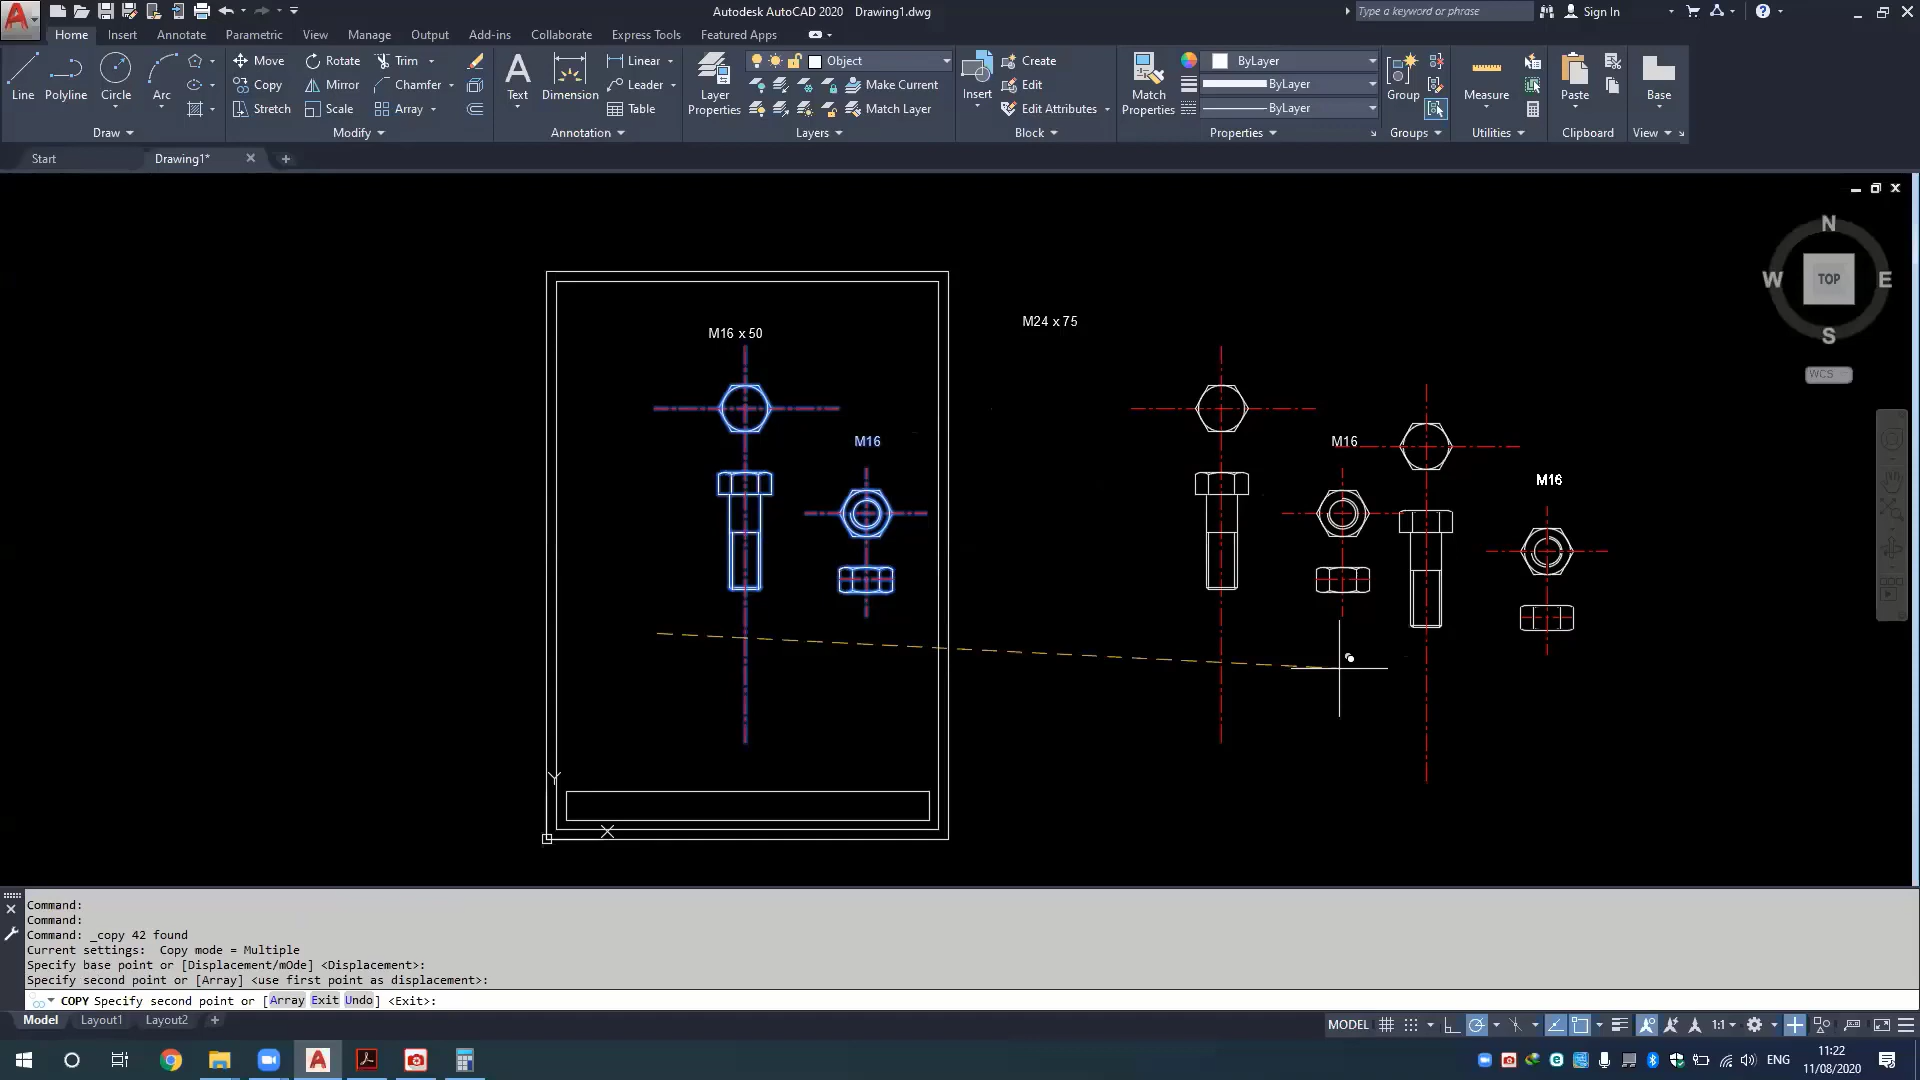 Autodesk AutoCAD 2020 Drawing1.dwg
Type a keyword or phrase
Sign In
Home Insert Annotate Parametric View Manage Output Add-ins Collaborate Express Tools Featured Apps
Line Polyline Circle Arc
Draw
Move Rotate Trim
Copy Mirror Chamfer
Stretch Scale Array
Modify
Text Dimension
Linear
Leader
Table
Annotation
Layer Properties
Object
Make Current
Match Layer
Layers
Insert
Create
Edit
Edit Attributes
Block
Match Properties
ByLayer
ByLayer
ByLayer
Properties
Group
Groups
Measure
Utilities
Paste
Clipboard
Base
View
Start Drawing1*
N
W TOP E
S
WCS
M16 x 50
M24 x 75
M16
M16
M16
Y
X
Command:
Command:
Command: _copy 42 found
Current settings: Copy mode = Multiple
Specify base point or [Displacement/mOde] <Displacement>:
Specify second point or [Array] <use first point as displacement>:
COPY Specify second point or [Array Exit Undo] <Exit>:
Model Layout1 Layout2
MODEL 1:1
ENG
11:22
11/08/2020